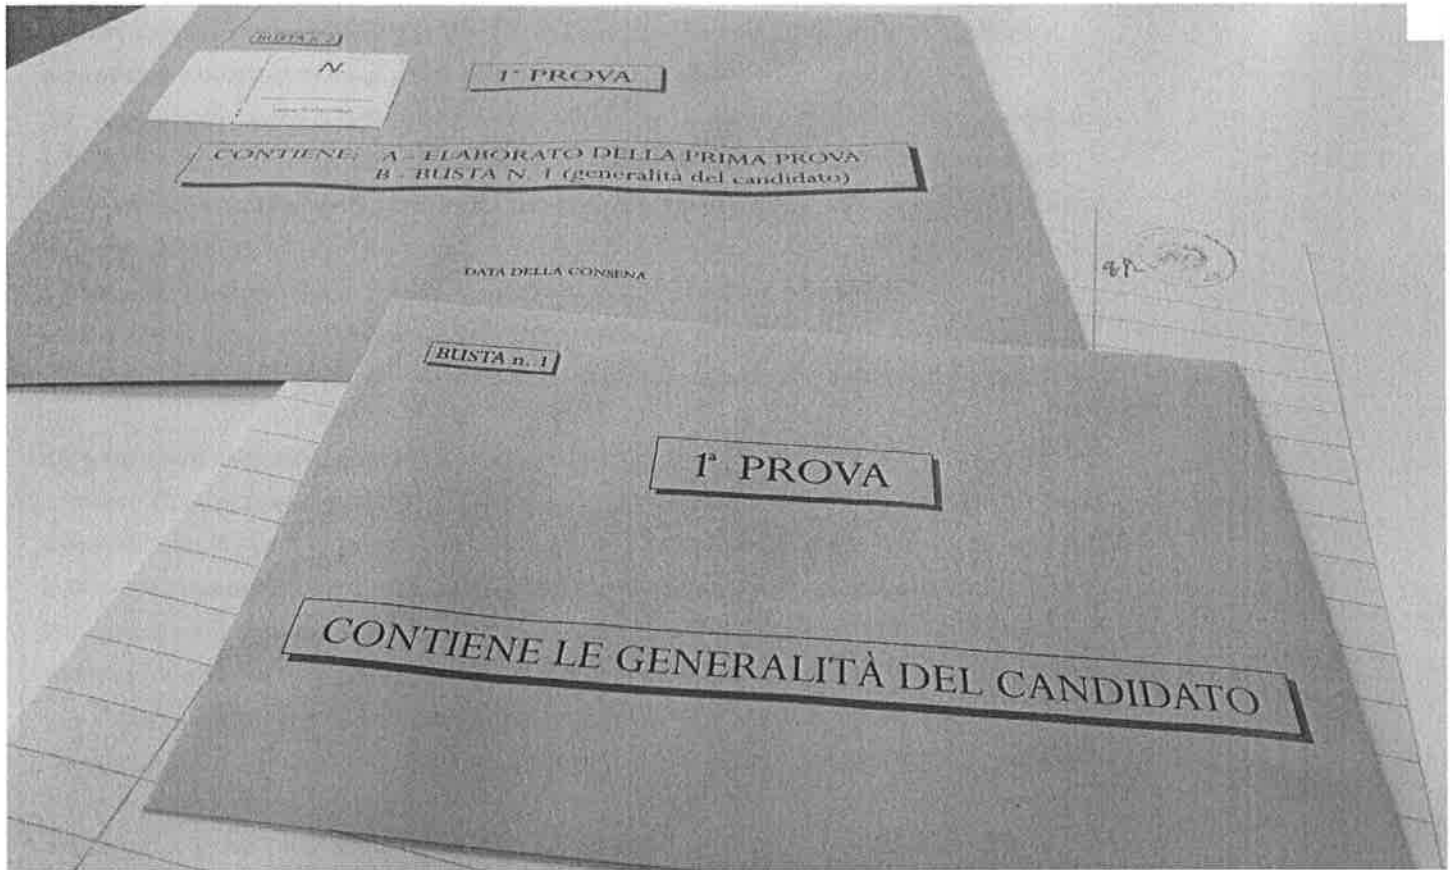 BUSTA n. 2
N.
1ª PROVA
CONTIENE: A - ELABORATO DELLA PRIMA PROVA
B - BUSTA N. 1 (generalità del candidato)
DATA DELLA CONSENA
BUSTA n. 1
1ª PROVA
CONTIENE LE GENERALITÀ DEL CANDIDATO